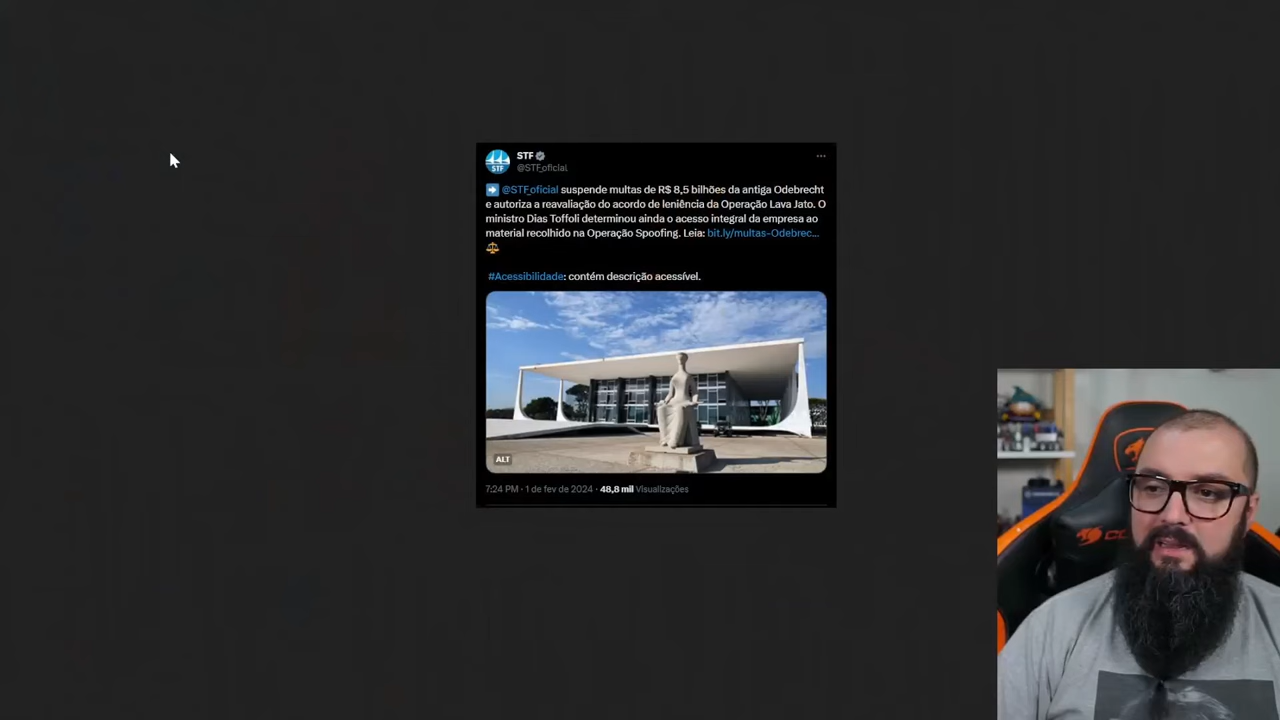 STF
@STF_oficial
STF
➡ @STF_oficial suspende multas de R$ 8,5 bilhões da antiga Odebrecht
e autoriza a reavaliação do acordo de leniência da Operação Lava Jato. O
ministro Dias Toffoli determinou ainda o acesso integral da empresa ao
material recolhido na Operação Spoofing. Leia: bit.ly/multas-Odebrec...
⚖
#Acessibilidade: contém descrição acessível.
ALT
7:24 PM · 1 de fev de 2024 · 48,8 mil Visualizações